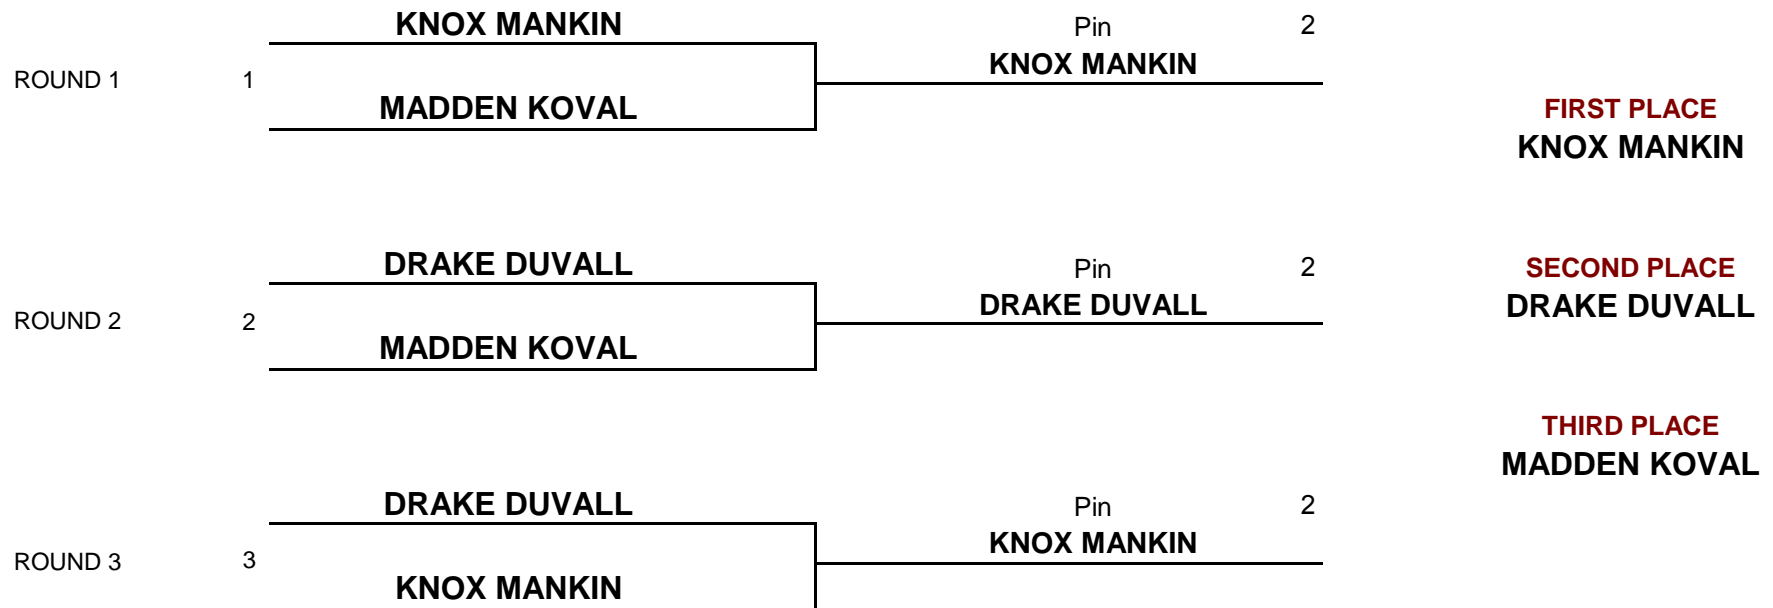 KNOX MANKIN
Pin 2
ROUND 1 1
KNOX MANKIN
MADDEN KOVAL
FIRST PLACE
KNOX MANKIN
DRAKE DUVALL
Pin 2
SECOND PLACE
ROUND 2 2
DRAKE DUVALL
DRAKE DUVALL
MADDEN KOVAL
THIRD PLACE
MADDEN KOVAL
DRAKE DUVALL
Pin 2
ROUND 3 3
KNOX MANKIN
KNOX MANKIN